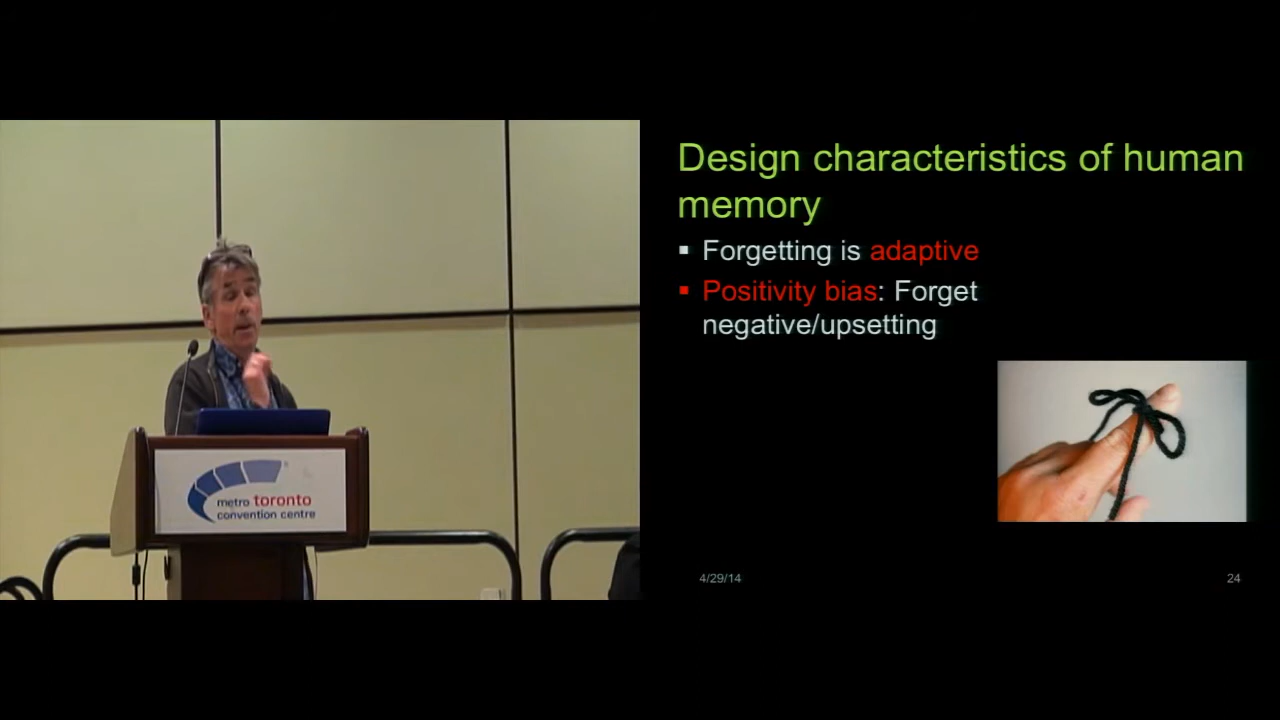 Design characteristics of human
memory
▪ Forgetting is adaptive
▪ Positivity bias: Forget
negative/upsetting
metro toronto
convention centre
4/29/14
24